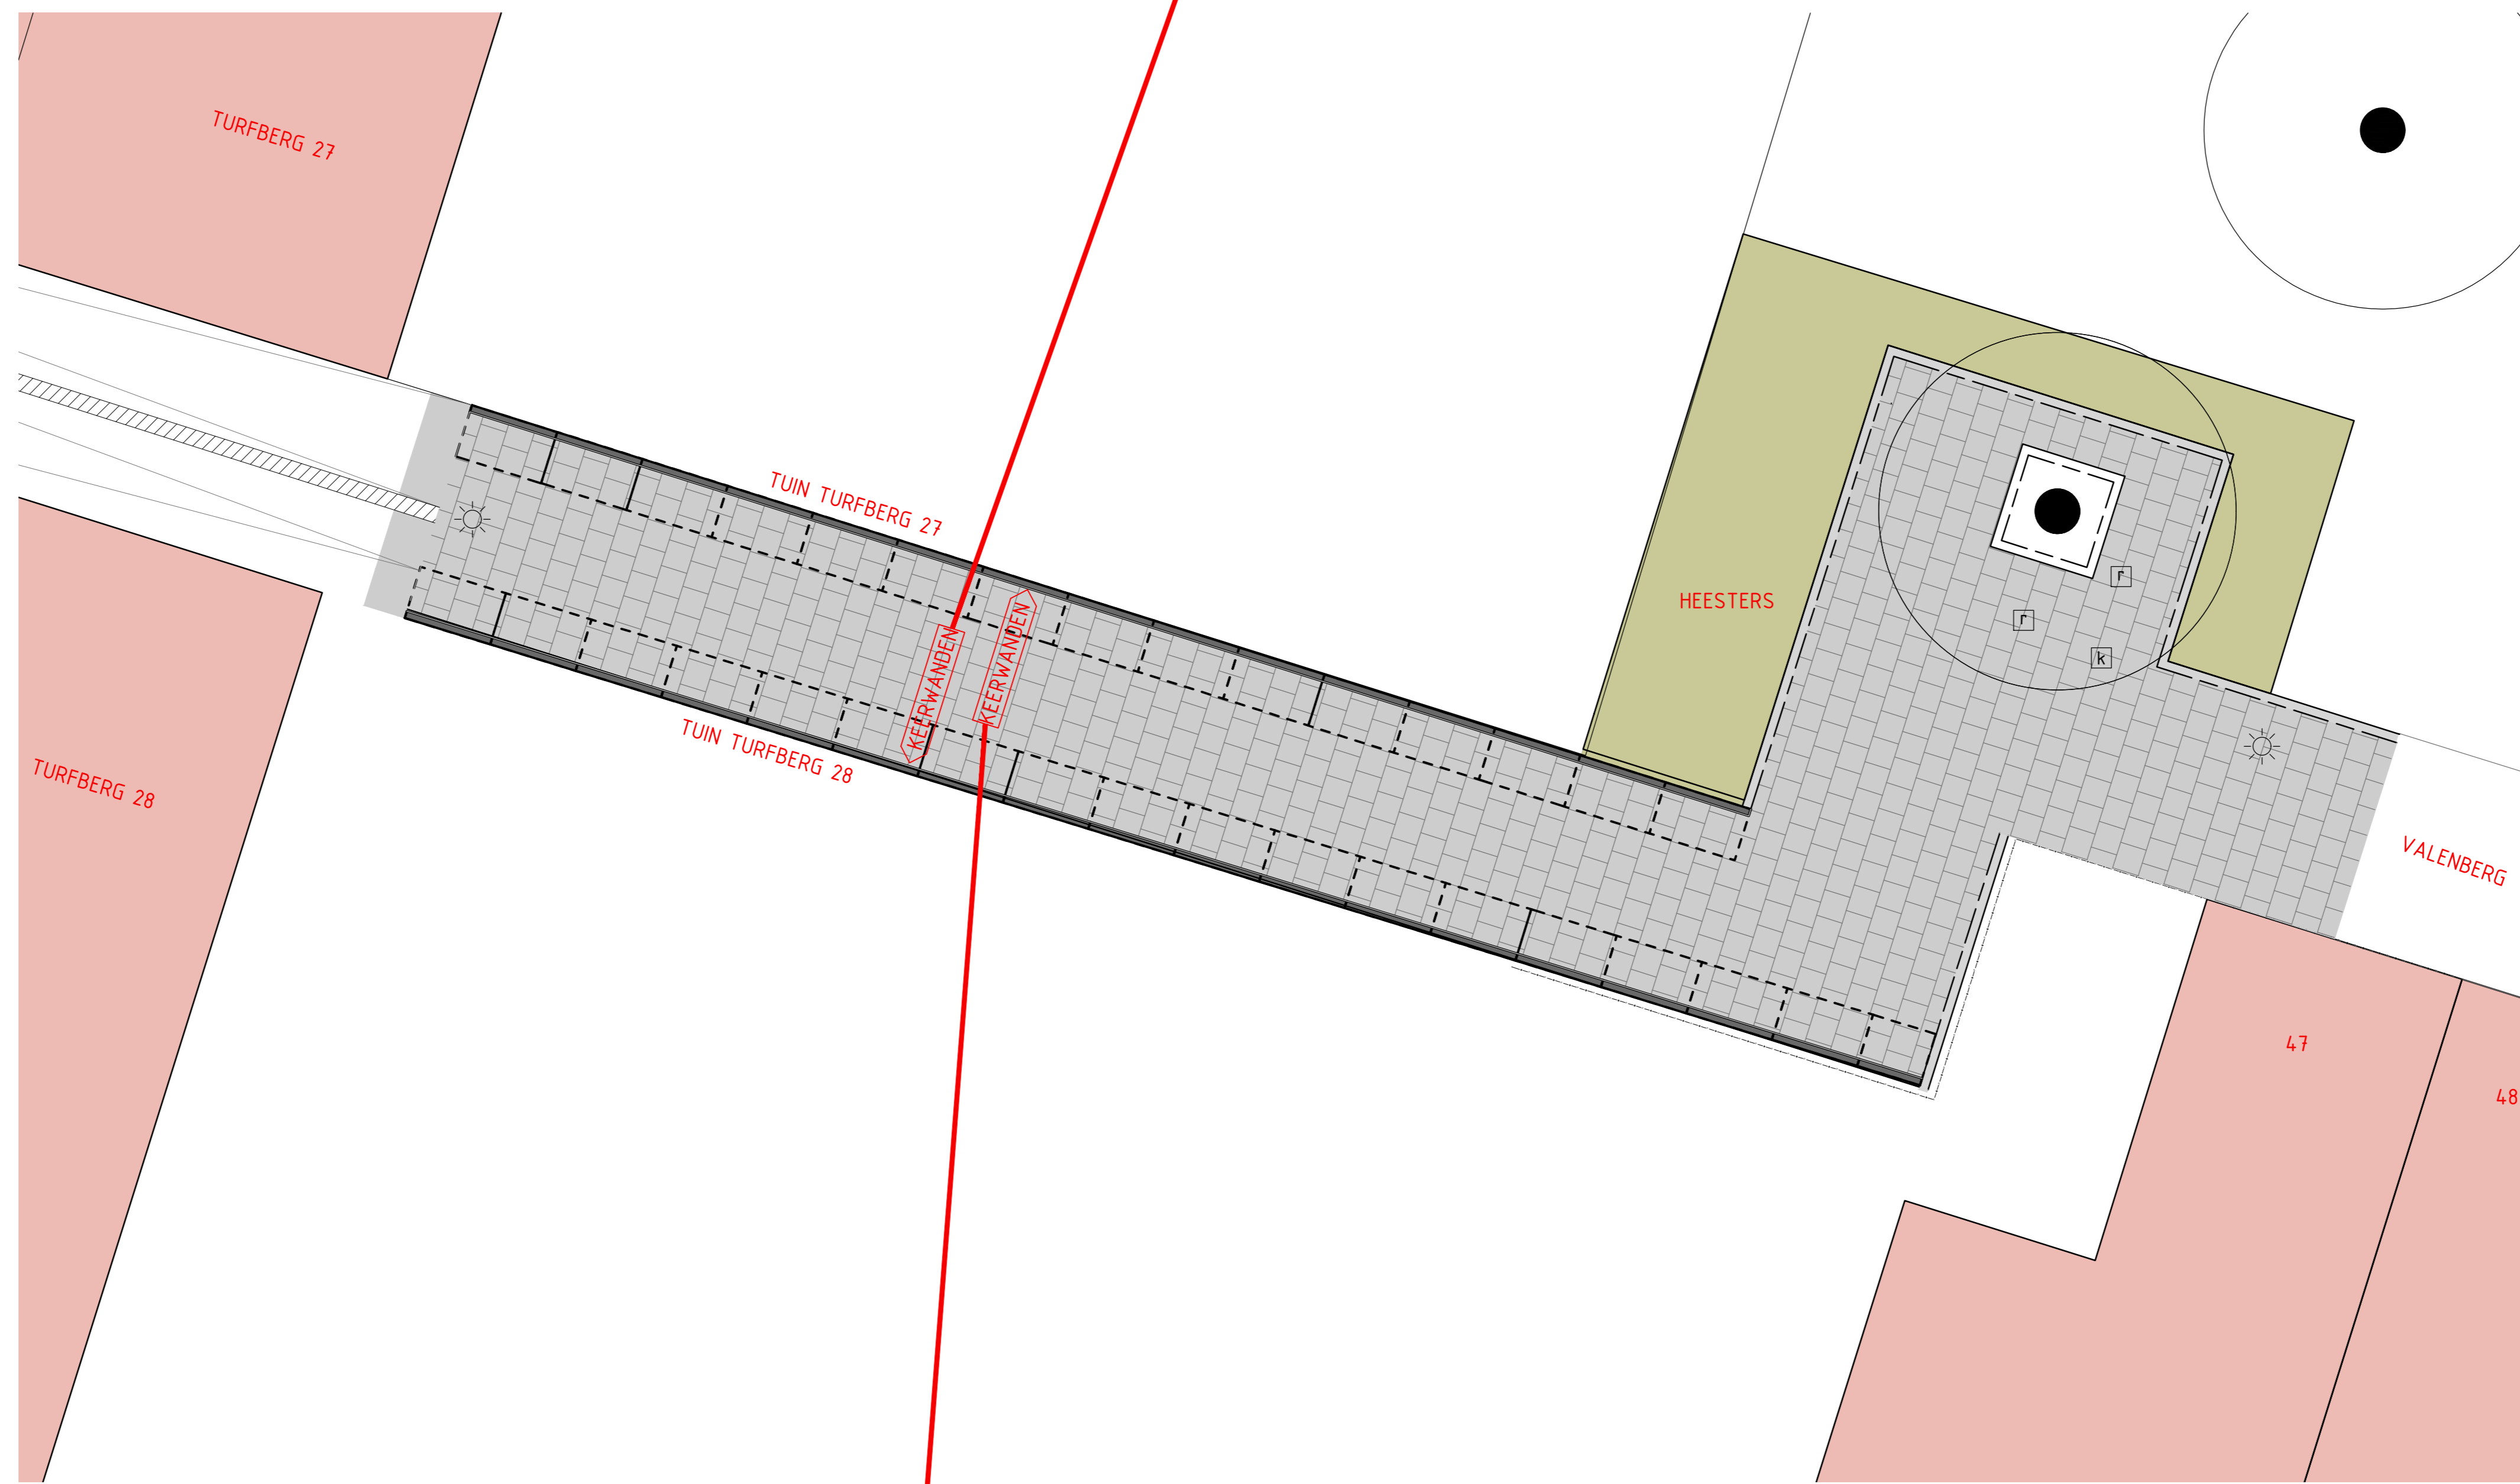 TURFBERG 27
TUIN TURFBERG 27
KEERWANDEN
KEERWANDEN
TUIN TURFBERG 28
TURFBERG 28
HEESTERS
r
r
k
VALENBERG
47
48